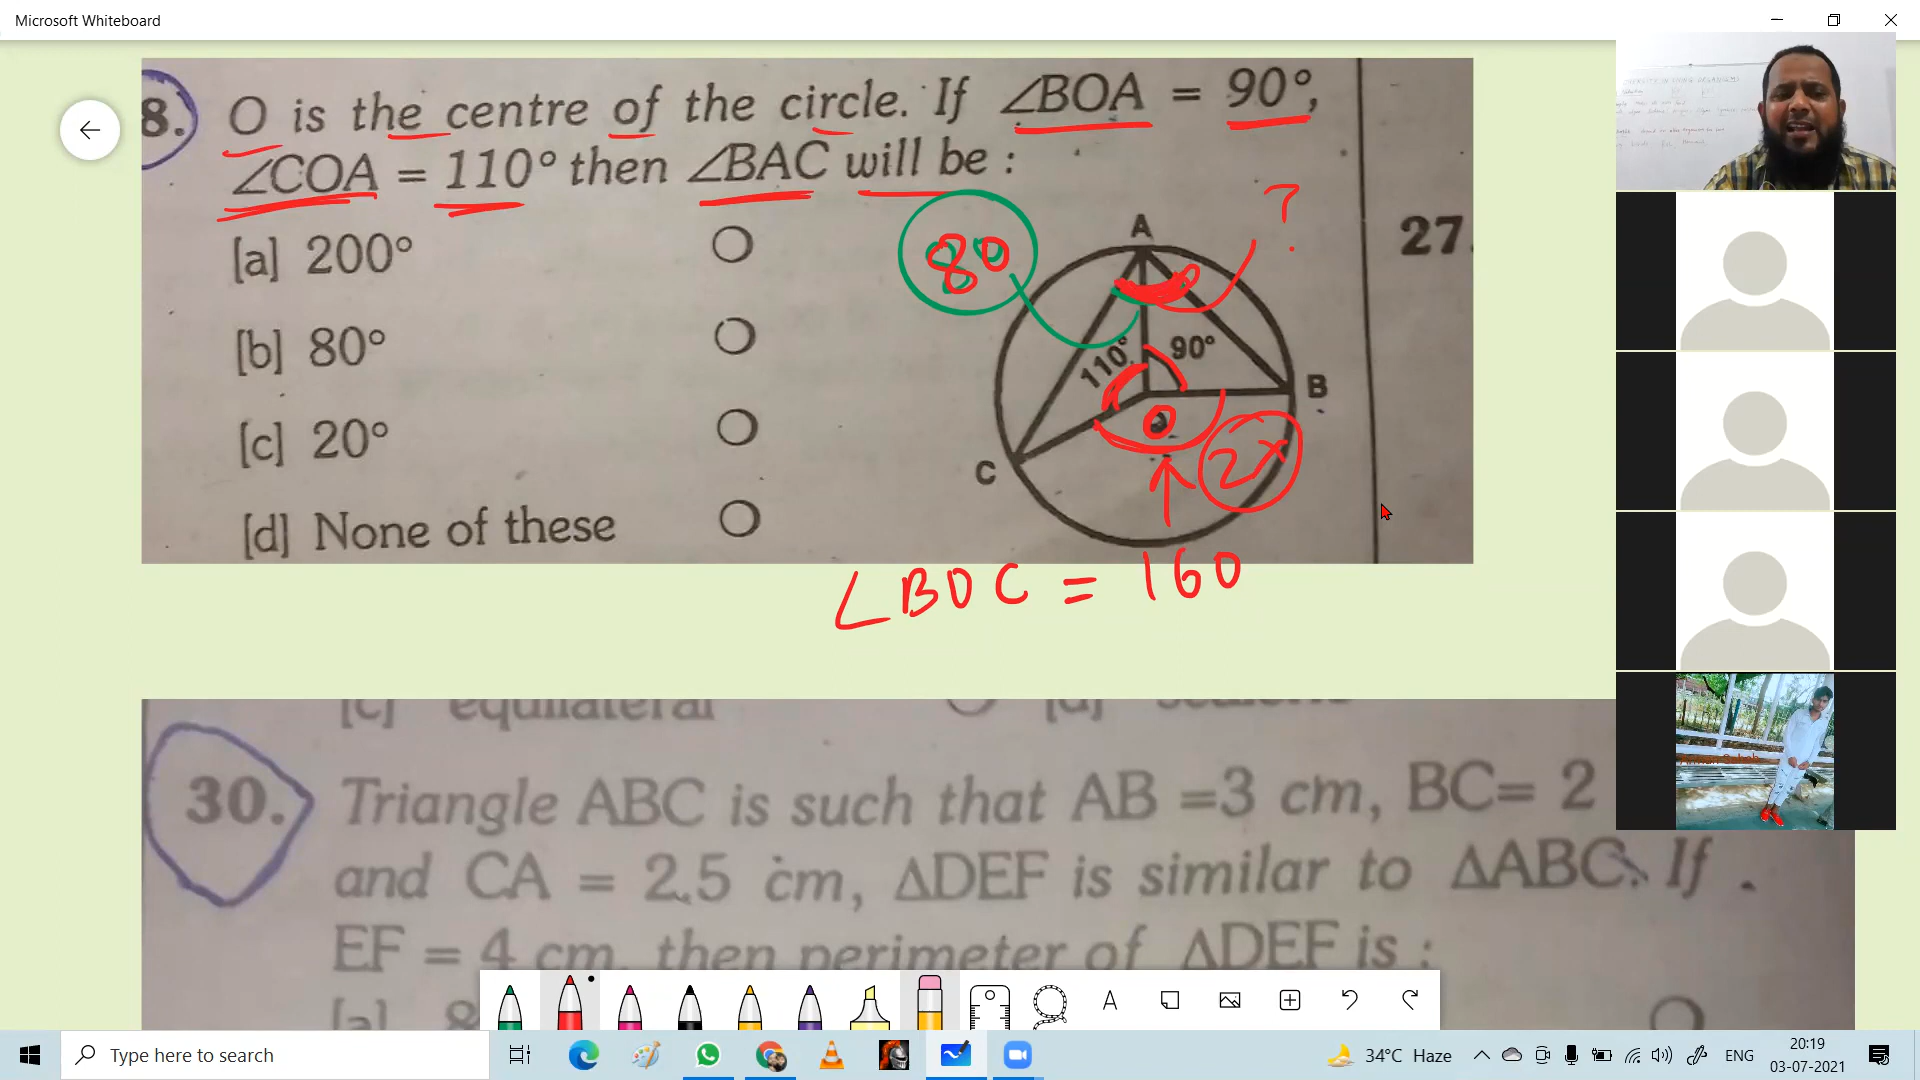 Microsoft Whiteboard
8. O is the centre of the circle. If ∠BOA = 90°,
∠COA = 110° then ∠BAC will be :
[a] 200°
[b] 80°
[c] 20°
[d] None of these
80
?
A
110°
90°
B
O
2x
C
27.
∠BOC = 160
[c] equilateral
[d]
30. Triangle ABC is such that AB =3 cm, BC= 2
and CA = 2.5 cm, ΔDEF is similar to ΔABC. If
EF = 4 cm, then perimeter of ΔDEF is :
[a] 8
Type here to search
34°C Haze
ENG
20:19
03-07-2021